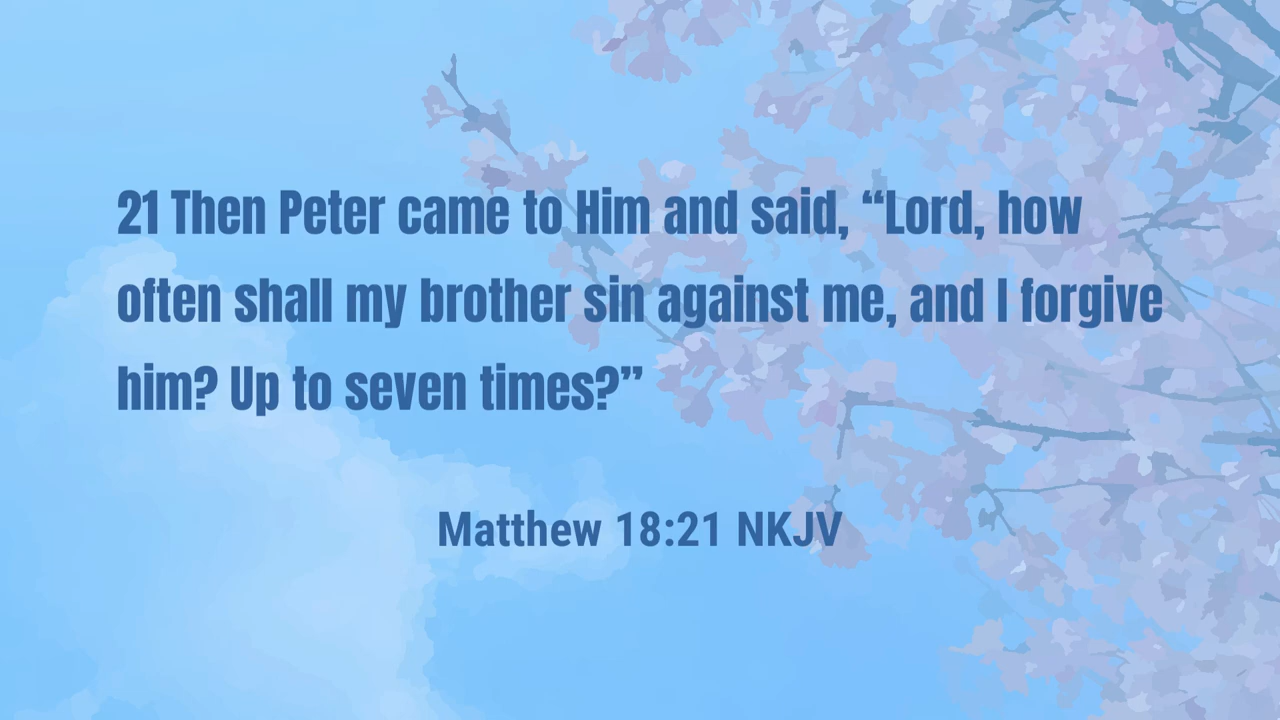 21 Then Peter came to Him and said, “Lord, how
often shall my brother sin against me, and I forgive
him? Up to seven times?”
Matthew 18:21 NKJV